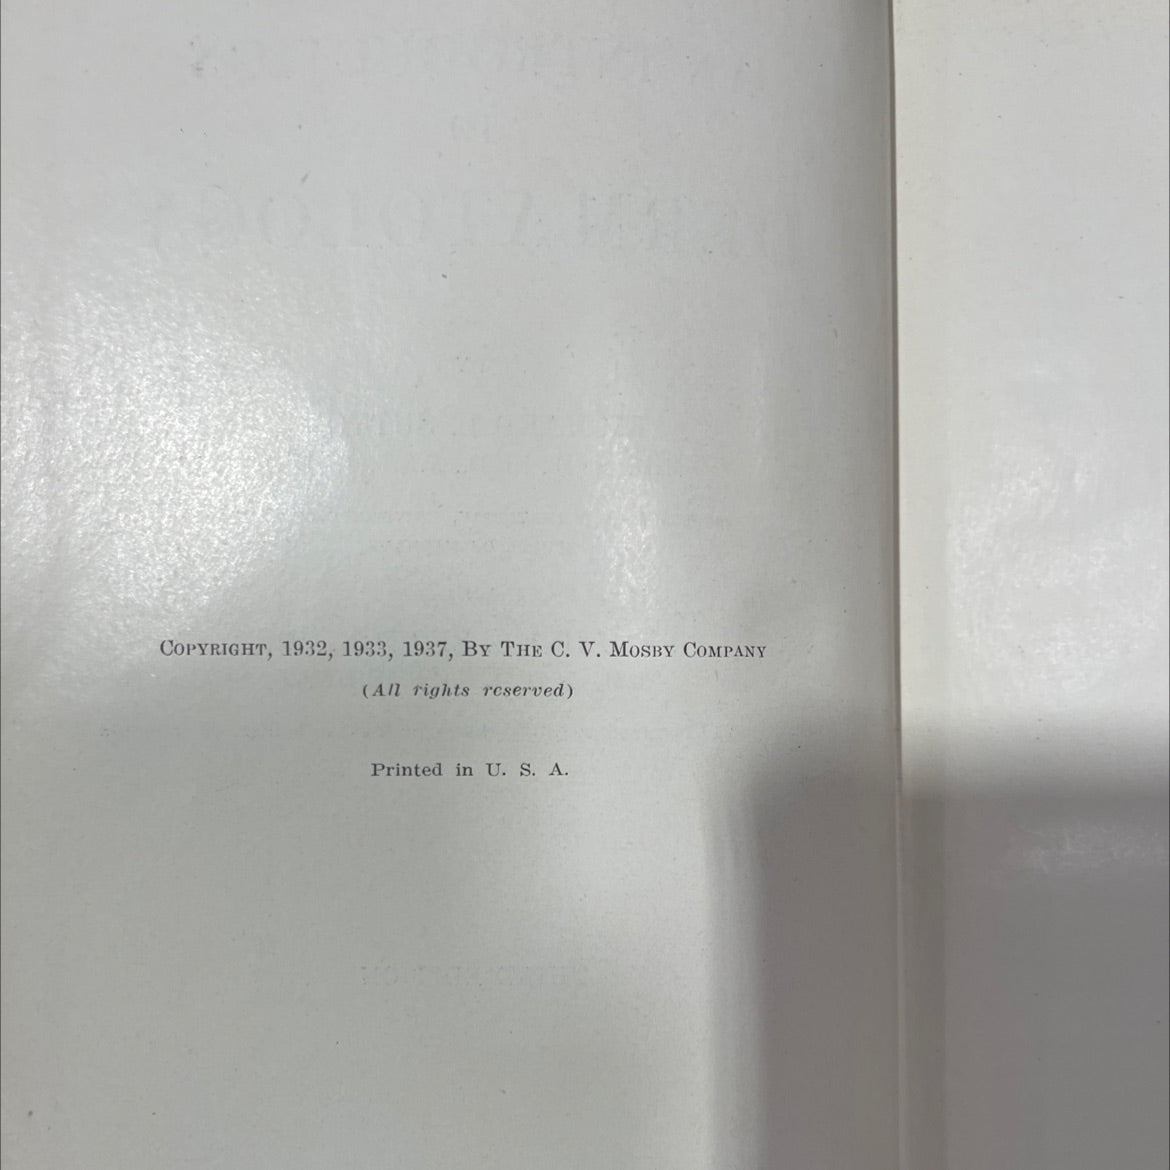 Copyright, 1932, 1933, 1937, By The C. V. Mosby Company
(All rights reserved)
Printed in U. S. A.